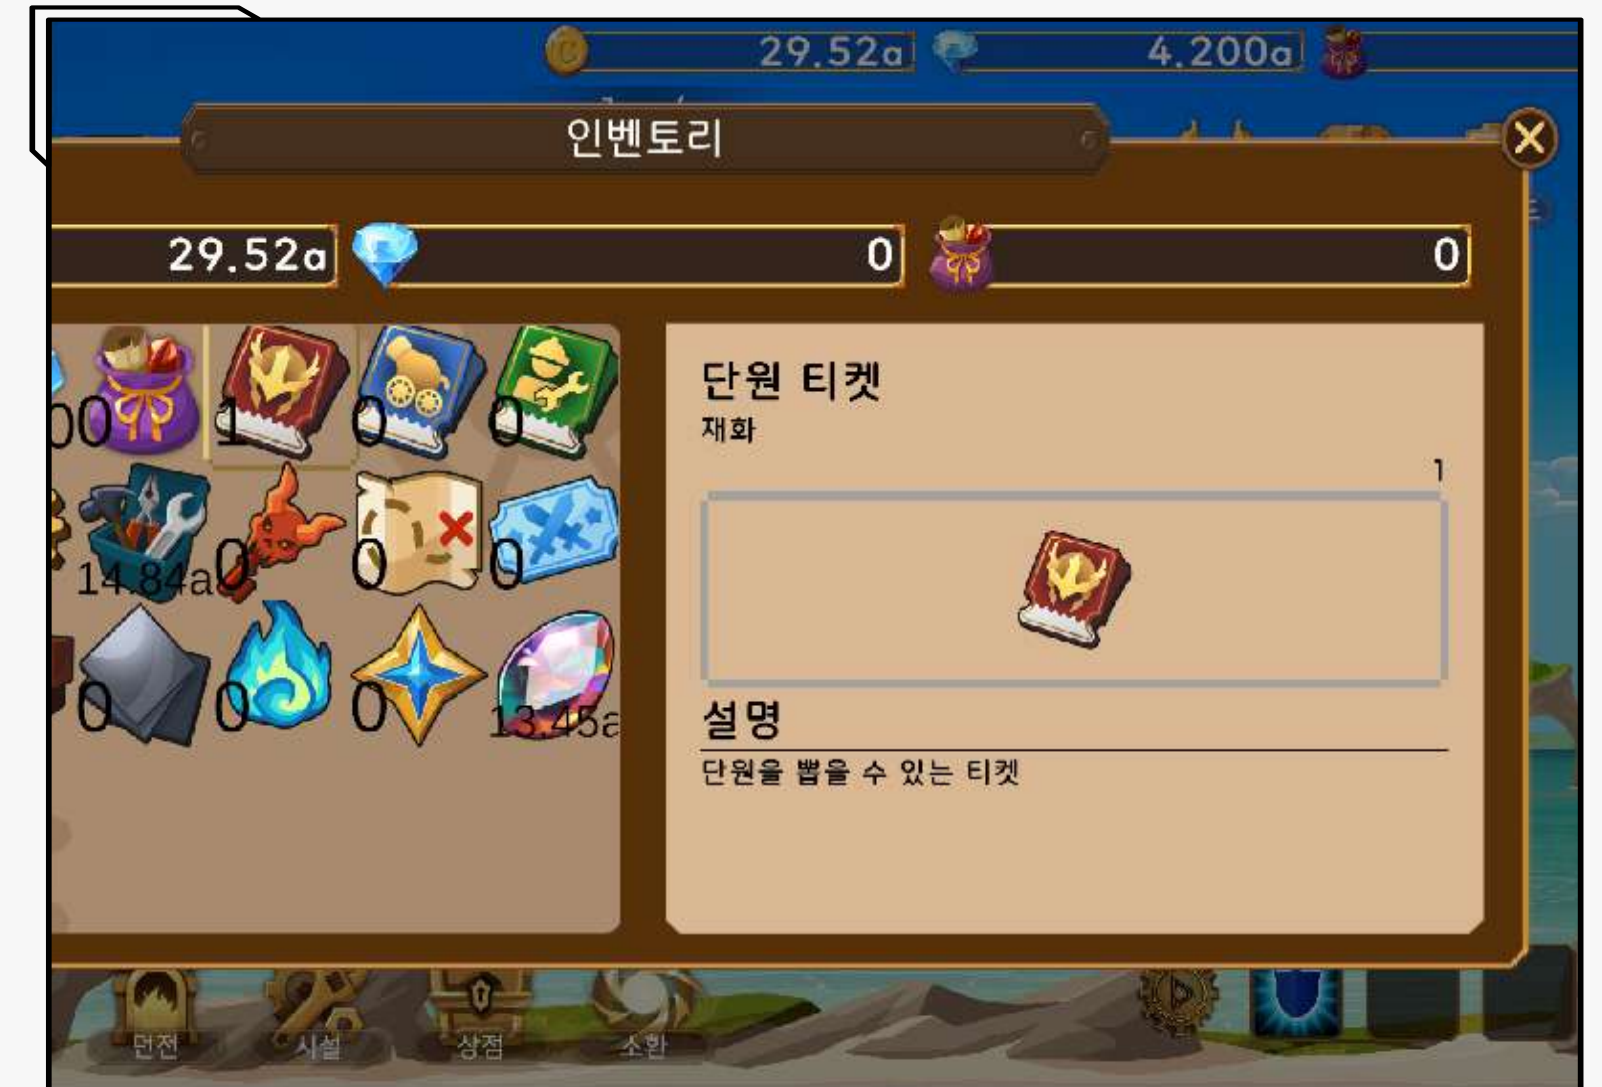 29.52a
4.200a
인벤토리
29.52a
0
0
00
1
0
0
단원 티켓
재화
1
14.84a
0
0
0
0
0
0
13.45a
설명
단원을 뽑을 수 있는 티켓
던전
시설
상점
소환